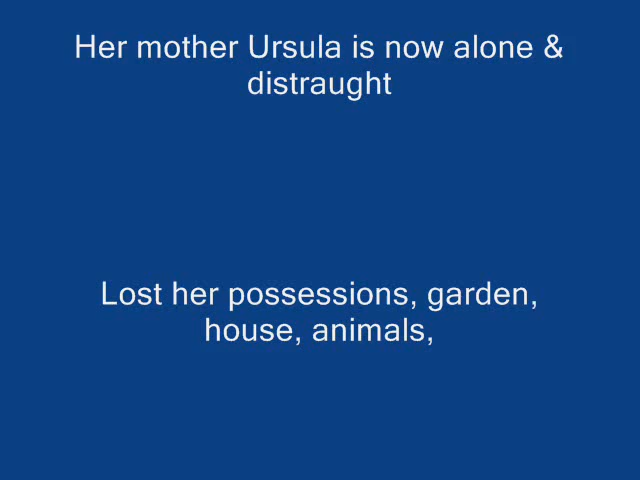 Her mother Ursula is now alone &
distraught
Lost her possessions, garden,
house, animals,